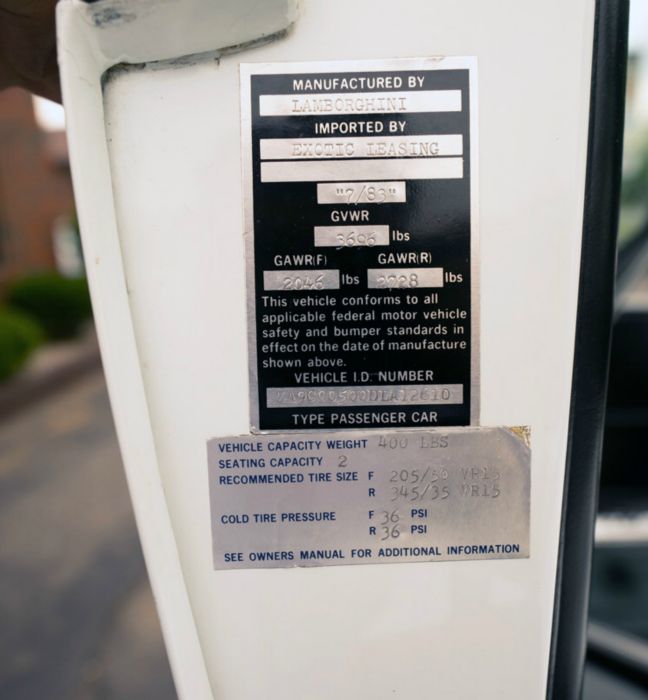 MANUFACTURED BY
LAMBORGHINI
IMPORTED BY
EXOTIC LEASING
"7/83"
GVWR
3696 lbs
GAWR(F) GAWR(R)
2046 lbs 2728 lbs
This vehicle conforms to all
applicable federal motor vehicle
safety and bumper standards in
effect on the date of manufacture
shown above.
VEHICLE I.D. NUMBER
TYPE PASSENGER CAR
VEHICLE CAPACITY WEIGHT 400 LBS
SEATING CAPACITY 2
RECOMMENDED TIRE SIZE F 205/50 VR15
R 345/35 VR15
COLD TIRE PRESSURE F 36 PSI
R 36 PSI
SEE OWNERS MANUAL FOR ADDITIONAL INFORMATION